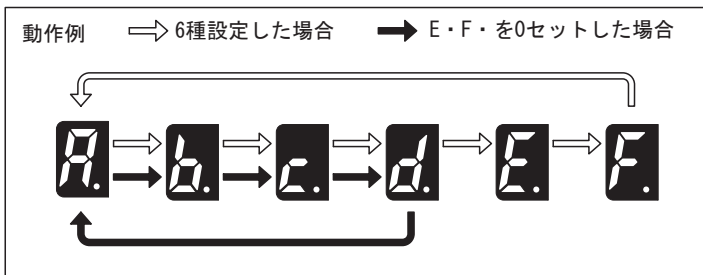 動作例 ⇨ 6種設定した場合 ➡ E・F・を0セットした場合
A. b. c. d. E. F.